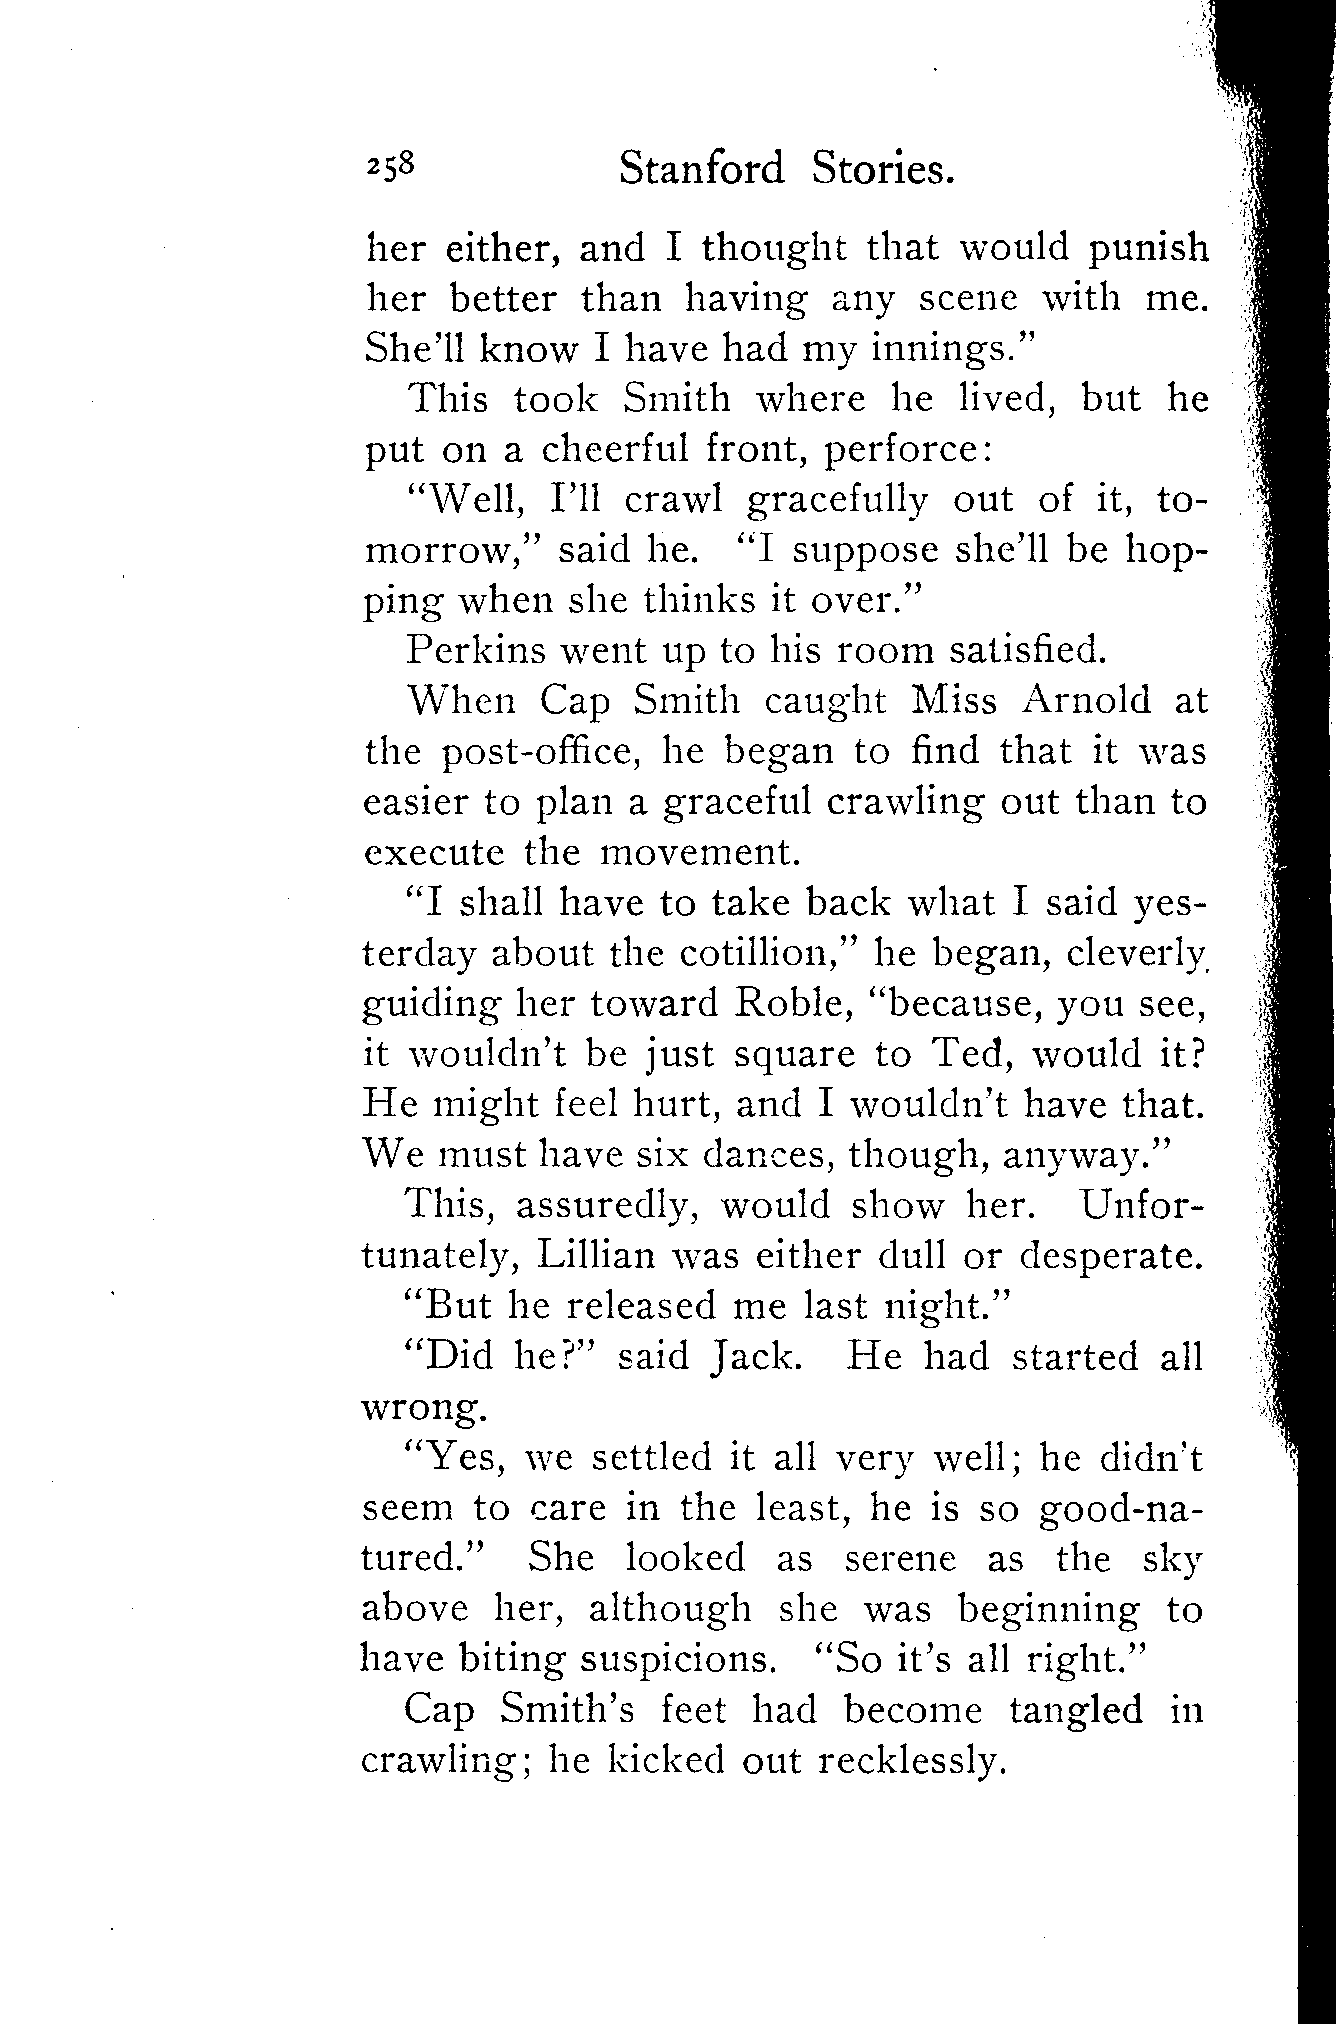 258 Stanford Stories.
her either, and I thought that would punish
her better than having any scene with me.
She'll know I have had my innings."
This took Smith where he lived, but he
put on a cheerful front, perforce:
"Well, I'll crawl gracefully out of it, to-
morrow," said he. "I suppose she'll be hop-
ping when she thinks it over."
Perkins went up to his room satisfied.
When Cap Smith caught Miss Arnold at
the post-office, he began to find that it was
easier to plan a graceful crawling out than to
execute the movement.
"I shall have to take back what I said yes-
terday about the cotillion," he began, cleverly
guiding her toward Roble, "because, you see,
it wouldn't be just square to Ted, would it?
He might feel hurt, and I wouldn't have that.
We must have six dances, though, anyway."
This, assuredly, would show her. Unfor-
tunately, Lillian was either dull or desperate.
"But he released me last night."
"Did he?" said Jack. He had started all
wrong.
"Yes, we settled it all very well; he didn't
seem to care in the least, he is so good-na-
tured." She looked as serene as the sky
above her, although she was beginning to
have biting suspicions. "So it's all right."
Cap Smith's feet had become tangled in
crawling; he kicked out recklessly.